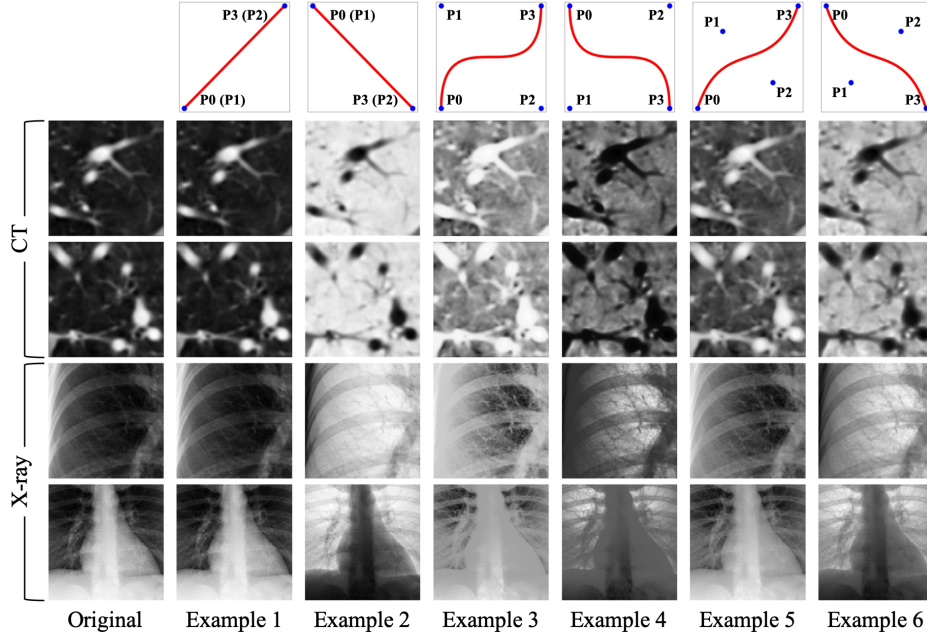 P3 (P2)
P0 (P1)
P0 (P1)
P3 (P2)
P1 P3
P0 P2
P0 P2
P1 P3
P3
P1
P2
P0
P0
P2
P1
P3
CT
X-ray
Original Example 1 Example 2 Example 3 Example 4 Example 5 Example 6